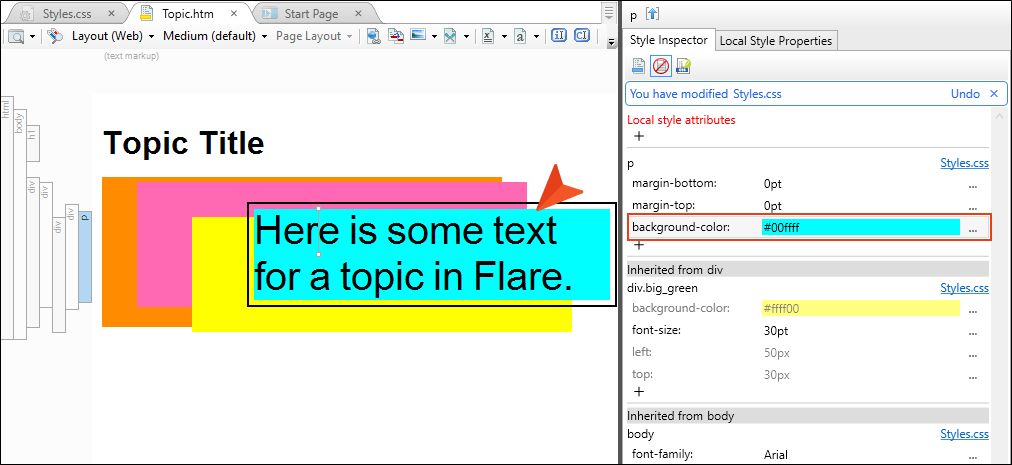 Styles.css
Topic.htm
Start Page
Layout (Web)
Medium (default)
Page Layout
(text markup)
html
body
h1
div
div
div
div
p
Topic Title
Here is some text
for a topic in Flare.
p
Style Inspector
Local Style Properties
You have modified Styles.css
Undo
Local style attributes
+
p
Styles.css
margin-bottom: 0pt ...
margin-top: 0pt ...
background-color: #00ffff ...
+
Inherited from div
div.big_green
Styles.css
background-color: #ffff00 ...
font-size: 30pt ...
left: 50px ...
top: 30px ...
+
Inherited from body
body
Styles.css
font-family: Arial ...